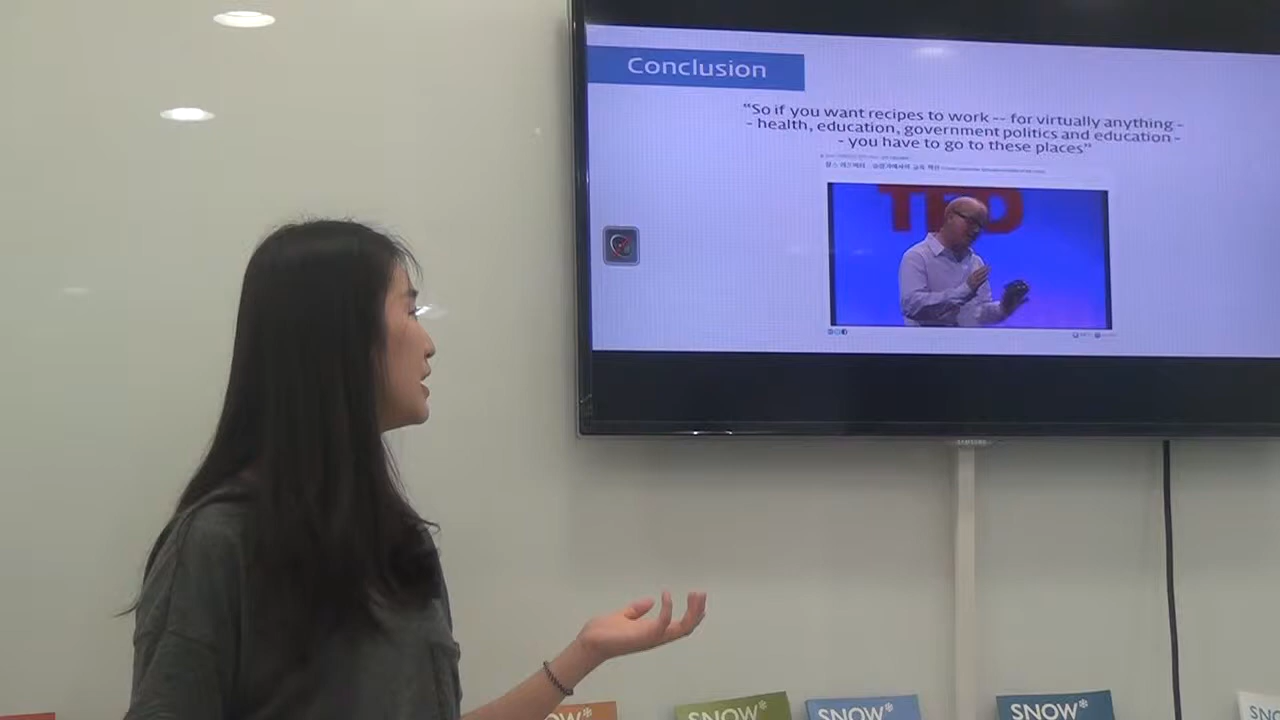 Conclusion
“So if you want recipes to work -- for virtually anything -
- health, education, government politics and education -
- you have to go to these places”
TED
SAMSUNG
SNOW*
SNOW*
SNOW*